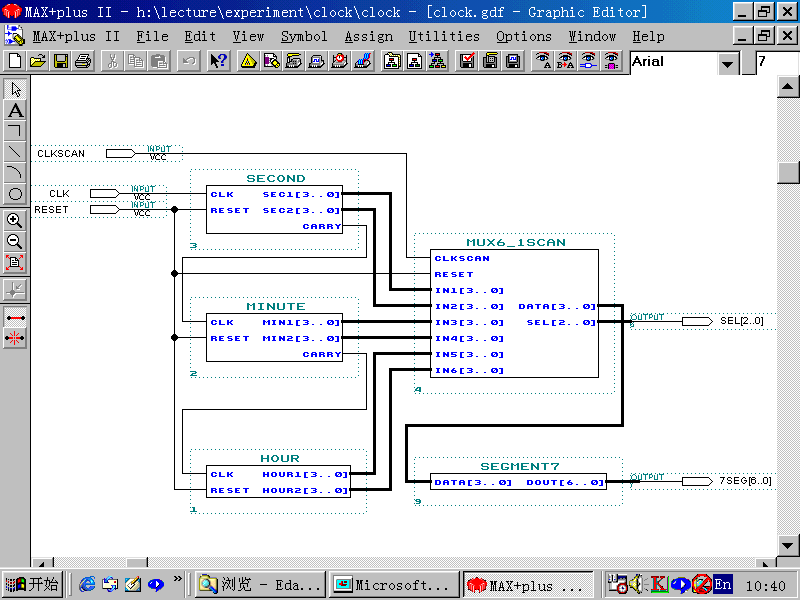 MAX+plus II - h:\lecture\experiment\clock\clock - [clock.gdf - Graphic Editor]
MAX+plus II File Edit View Symbol Assign Utilities Options Window Help
Arial 7
CLKSCAN INPUT
VCC
CLK INPUT
VCC
RESET INPUT
VCC
SECOND
CLK SEC1[3..0]
RESET SEC2[3..0]
CARRY
3
MUX6_1SCAN
CLKSCAN
RESET
IN1[3..0]
IN2[3..0] DATA[3..0]
IN3[3..0] SEL[2..0]
IN4[3..0]
IN5[3..0]
IN6[3..0]
4
OUTPUT SEL[2..0]
MINUTE
CLK MIN1[3..0]
RESET MIN2[3..0]
CARRY
2
HOUR
CLK HOUR1[3..0]
RESET HOUR2[3..0]
1
SEGMENT7
DATA[3..0] DOUT[6..0]
9
OUTPUT 7SEG[6..0]
开始 » 浏览 - Eda... Microsoft... MAX+plus ... En 10:40